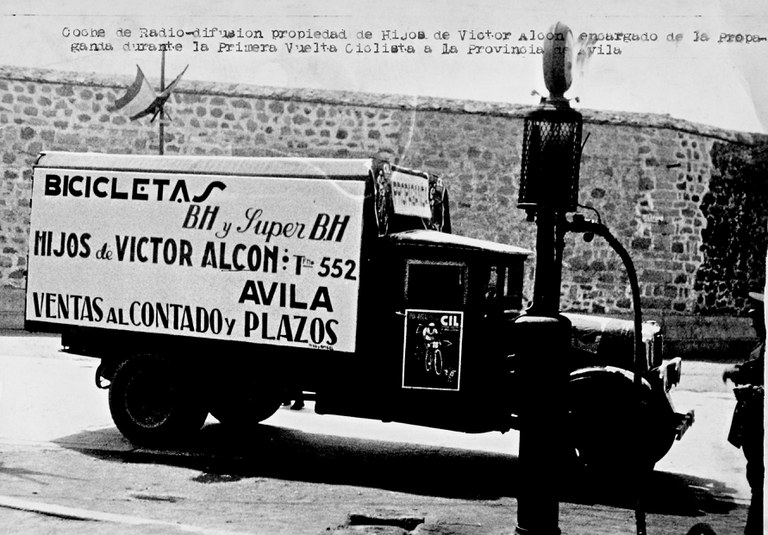 Coche de Radio-difusion propiedad de Hijos de Victor Alcon encargado de la Propa-
ganda durante la Primera Vuelta Ciclista a la Provincia de Avila
BICICLETAS
B.H y Super B.H
HIJOS de VICTOR ALCON: Tno 552
AVILA
VENTAS AL CONTADO y PLAZOS
CIL